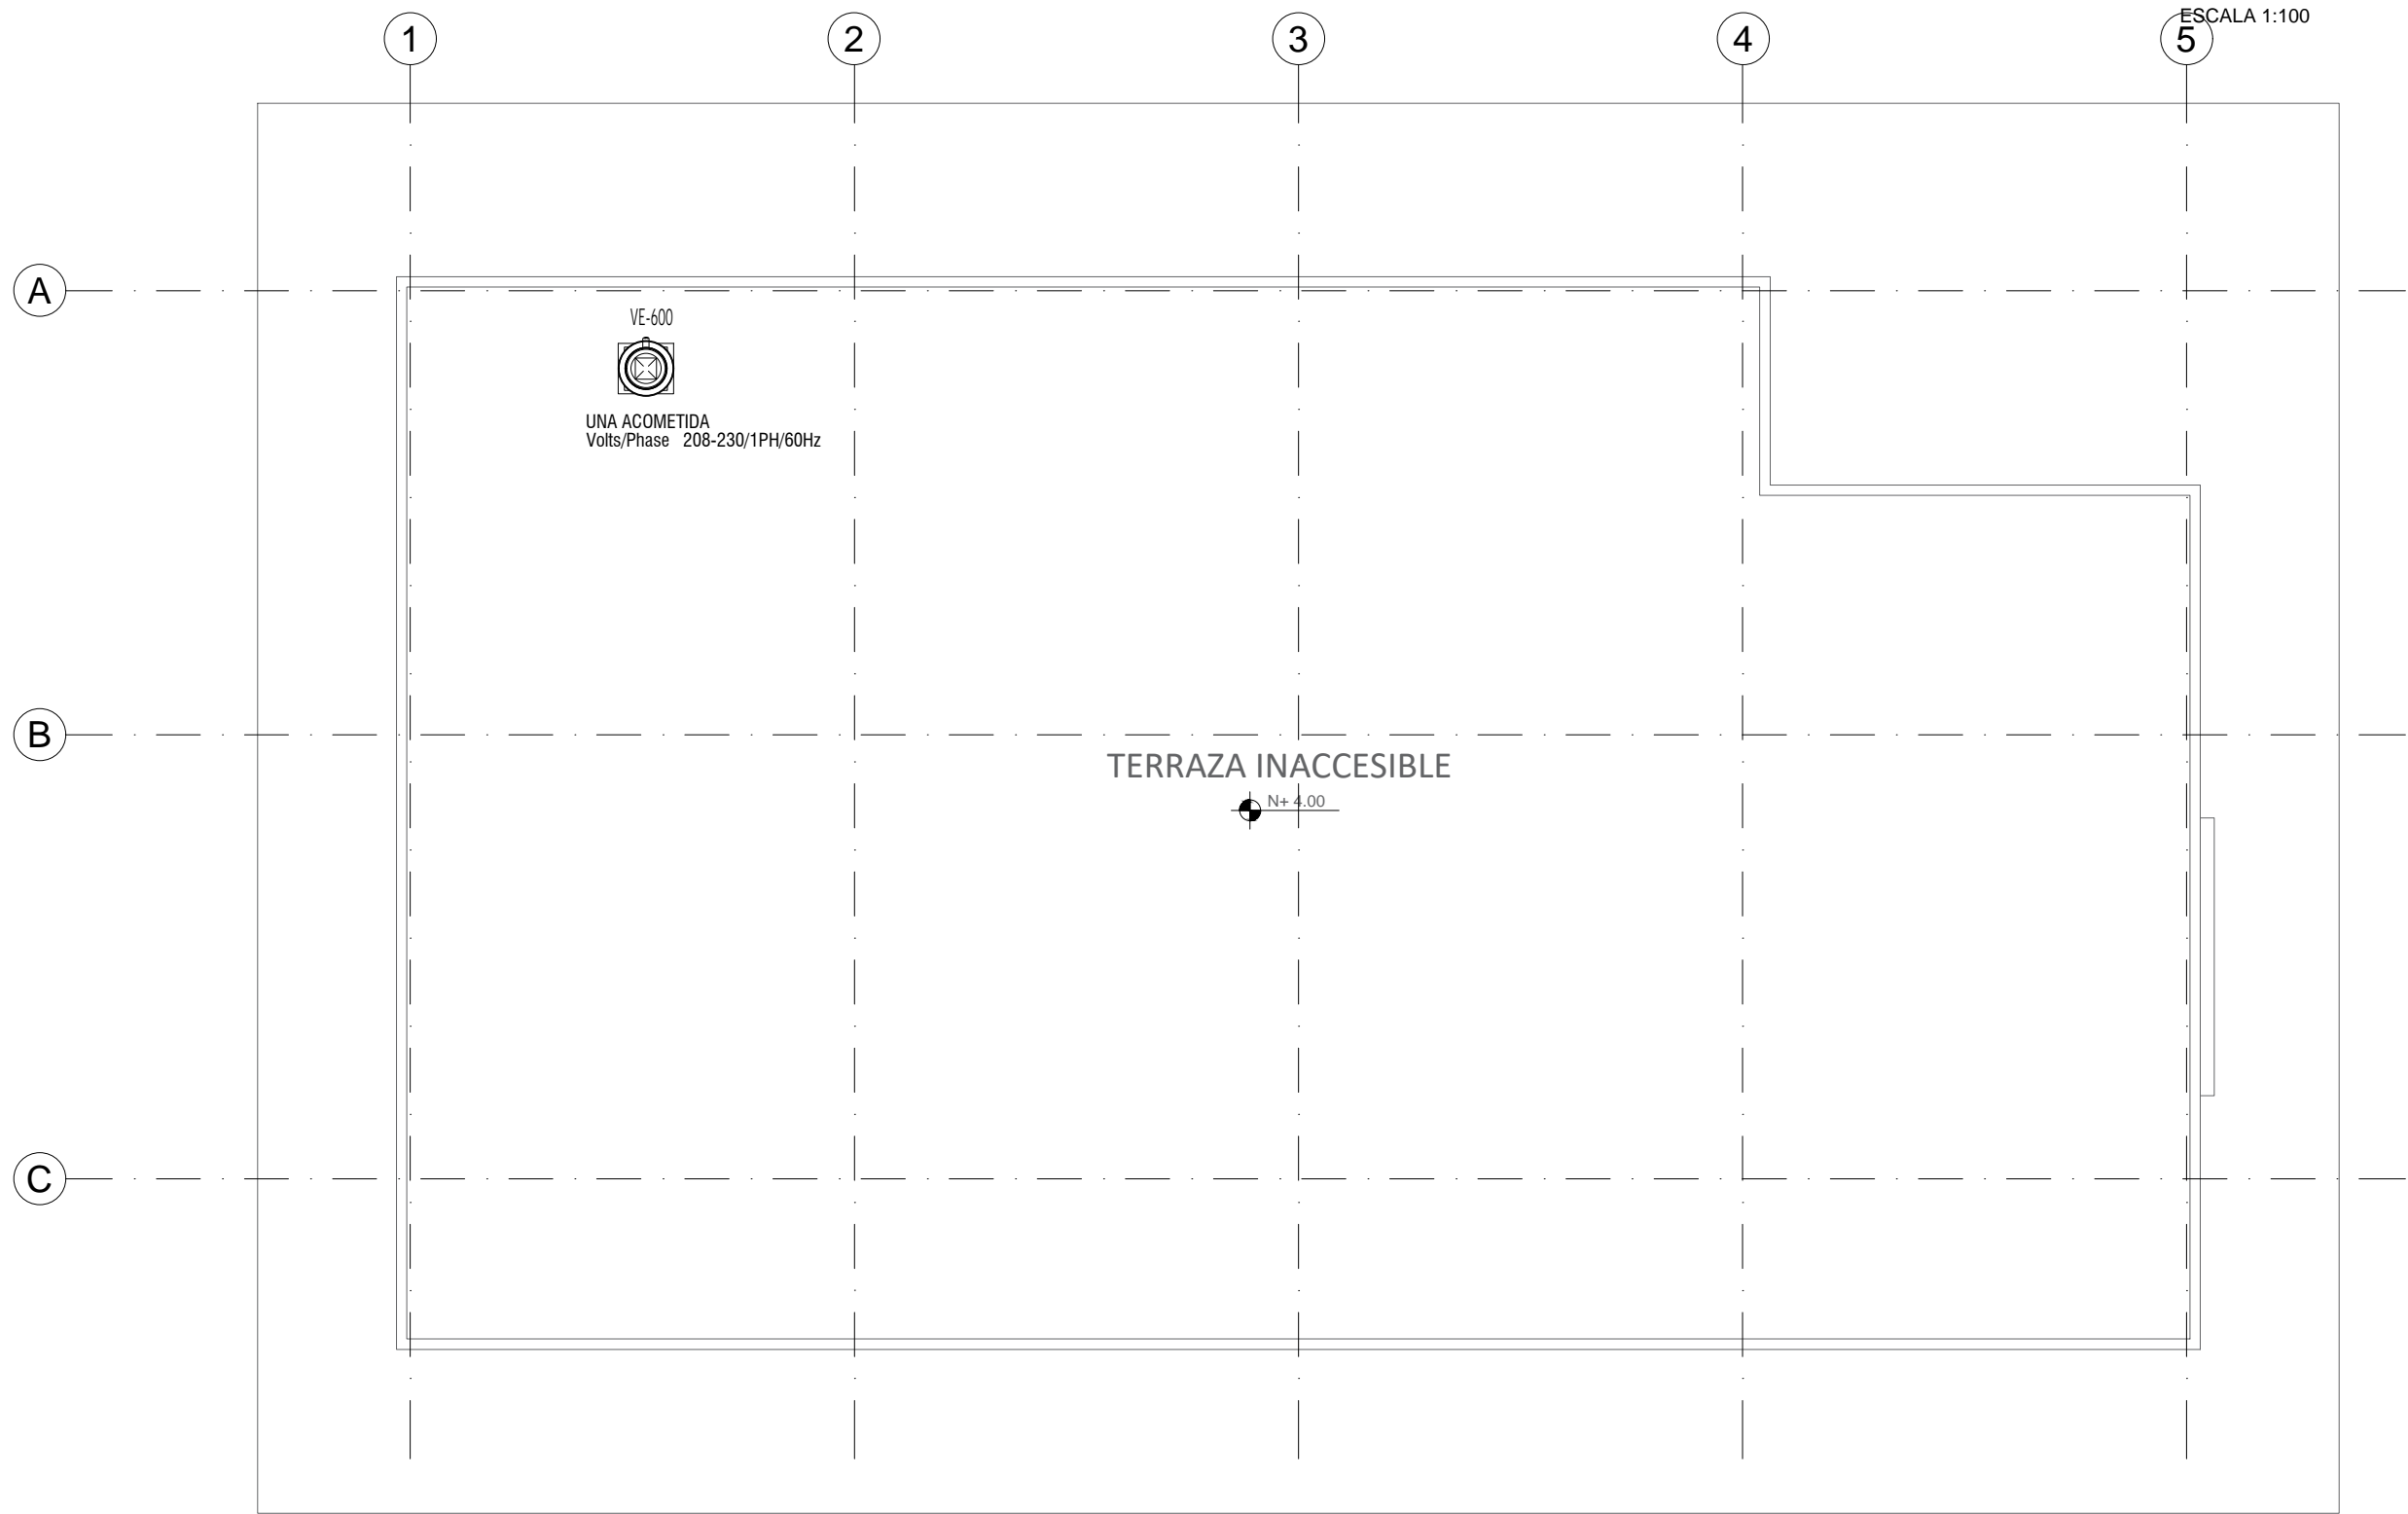 ESCALA 1:100
1
2
3
4
5
A
VE-600
UNA ACOMETIDA
Volts/Phase 208-230/1PH/60Hz
B
TERRAZA INACCESIBLE
N+ 4.00
C